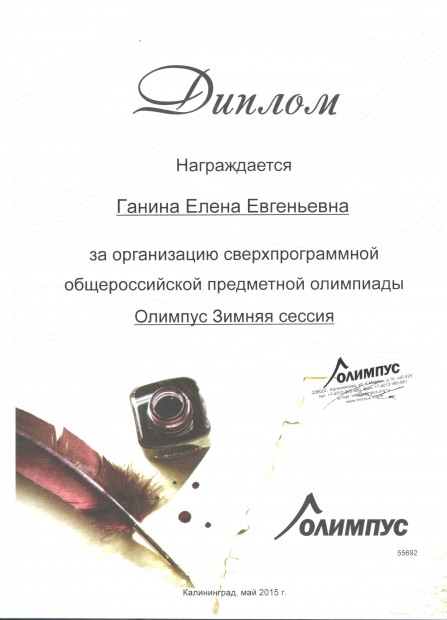 Диплом
Награждается
Ганина Елена Евгеньевна
за организацию сверхпрограммной
общероссийской предметной олимпиады
Олимпус Зимняя сессия
ОЛИМПУС
ОЛИМПУС
55692
Калининград, май 2015 г.